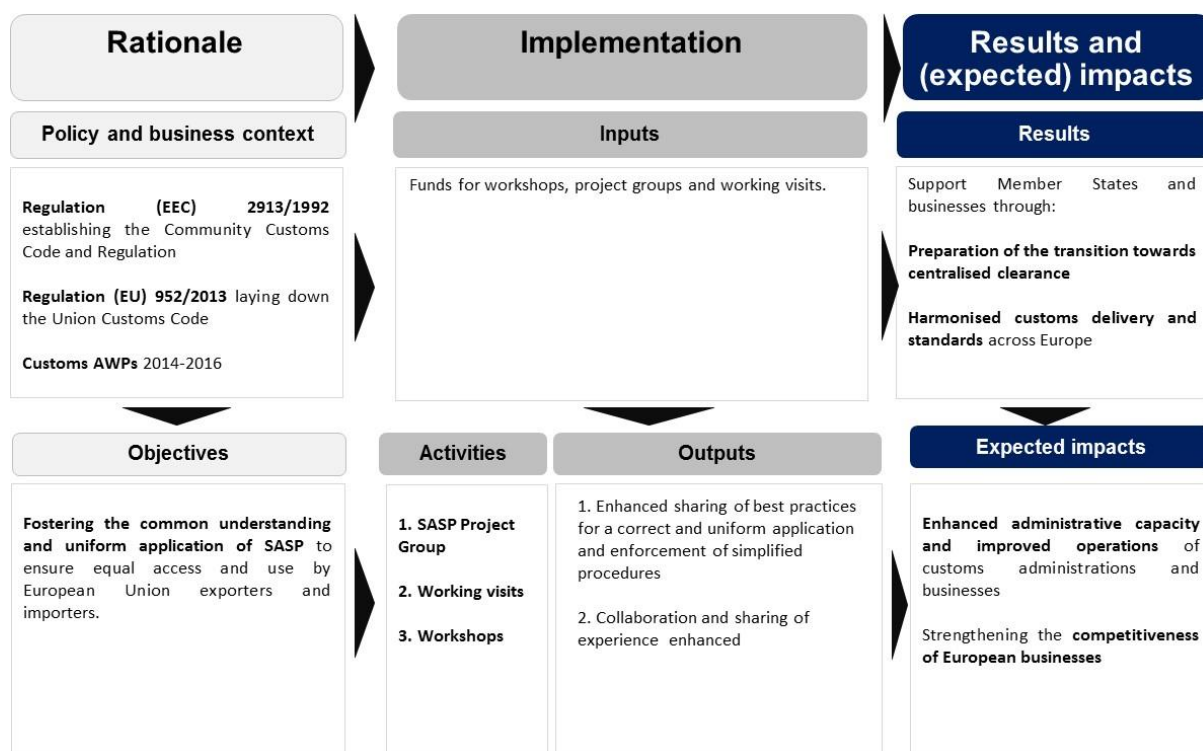 Rationale
Policy and business context
Regulation (EEC) 2913/1992
establishing the Community Customs
Code and Regulation
Regulation (EU) 952/2013 laying down
the Union Customs Code
Customs AWPs 2014-2016
Objectives
Fostering the common understanding
and uniform application of SASP to
ensure equal access and use by
European Union exporters and
importers.
Implementation
Inputs
Funds for workshops, project groups and working visits.
Activities
1. SASP Project
Group
2. Working visits
3. Workshops
Outputs
1. Enhanced sharing of best practices
for a correct and uniform application
and enforcement of simplified
procedures
2. Collaboration and sharing of
experience enhanced
Results and
(expected) impacts
Results
Support Member States and
businesses through:
Preparation of the transition towards
centralised clearance
Harmonised customs delivery and
standards across Europe
Expected impacts
Enhanced administrative capacity
and improved operations of
customs administrations and
businesses
Strengthening the competitiveness
of European businesses